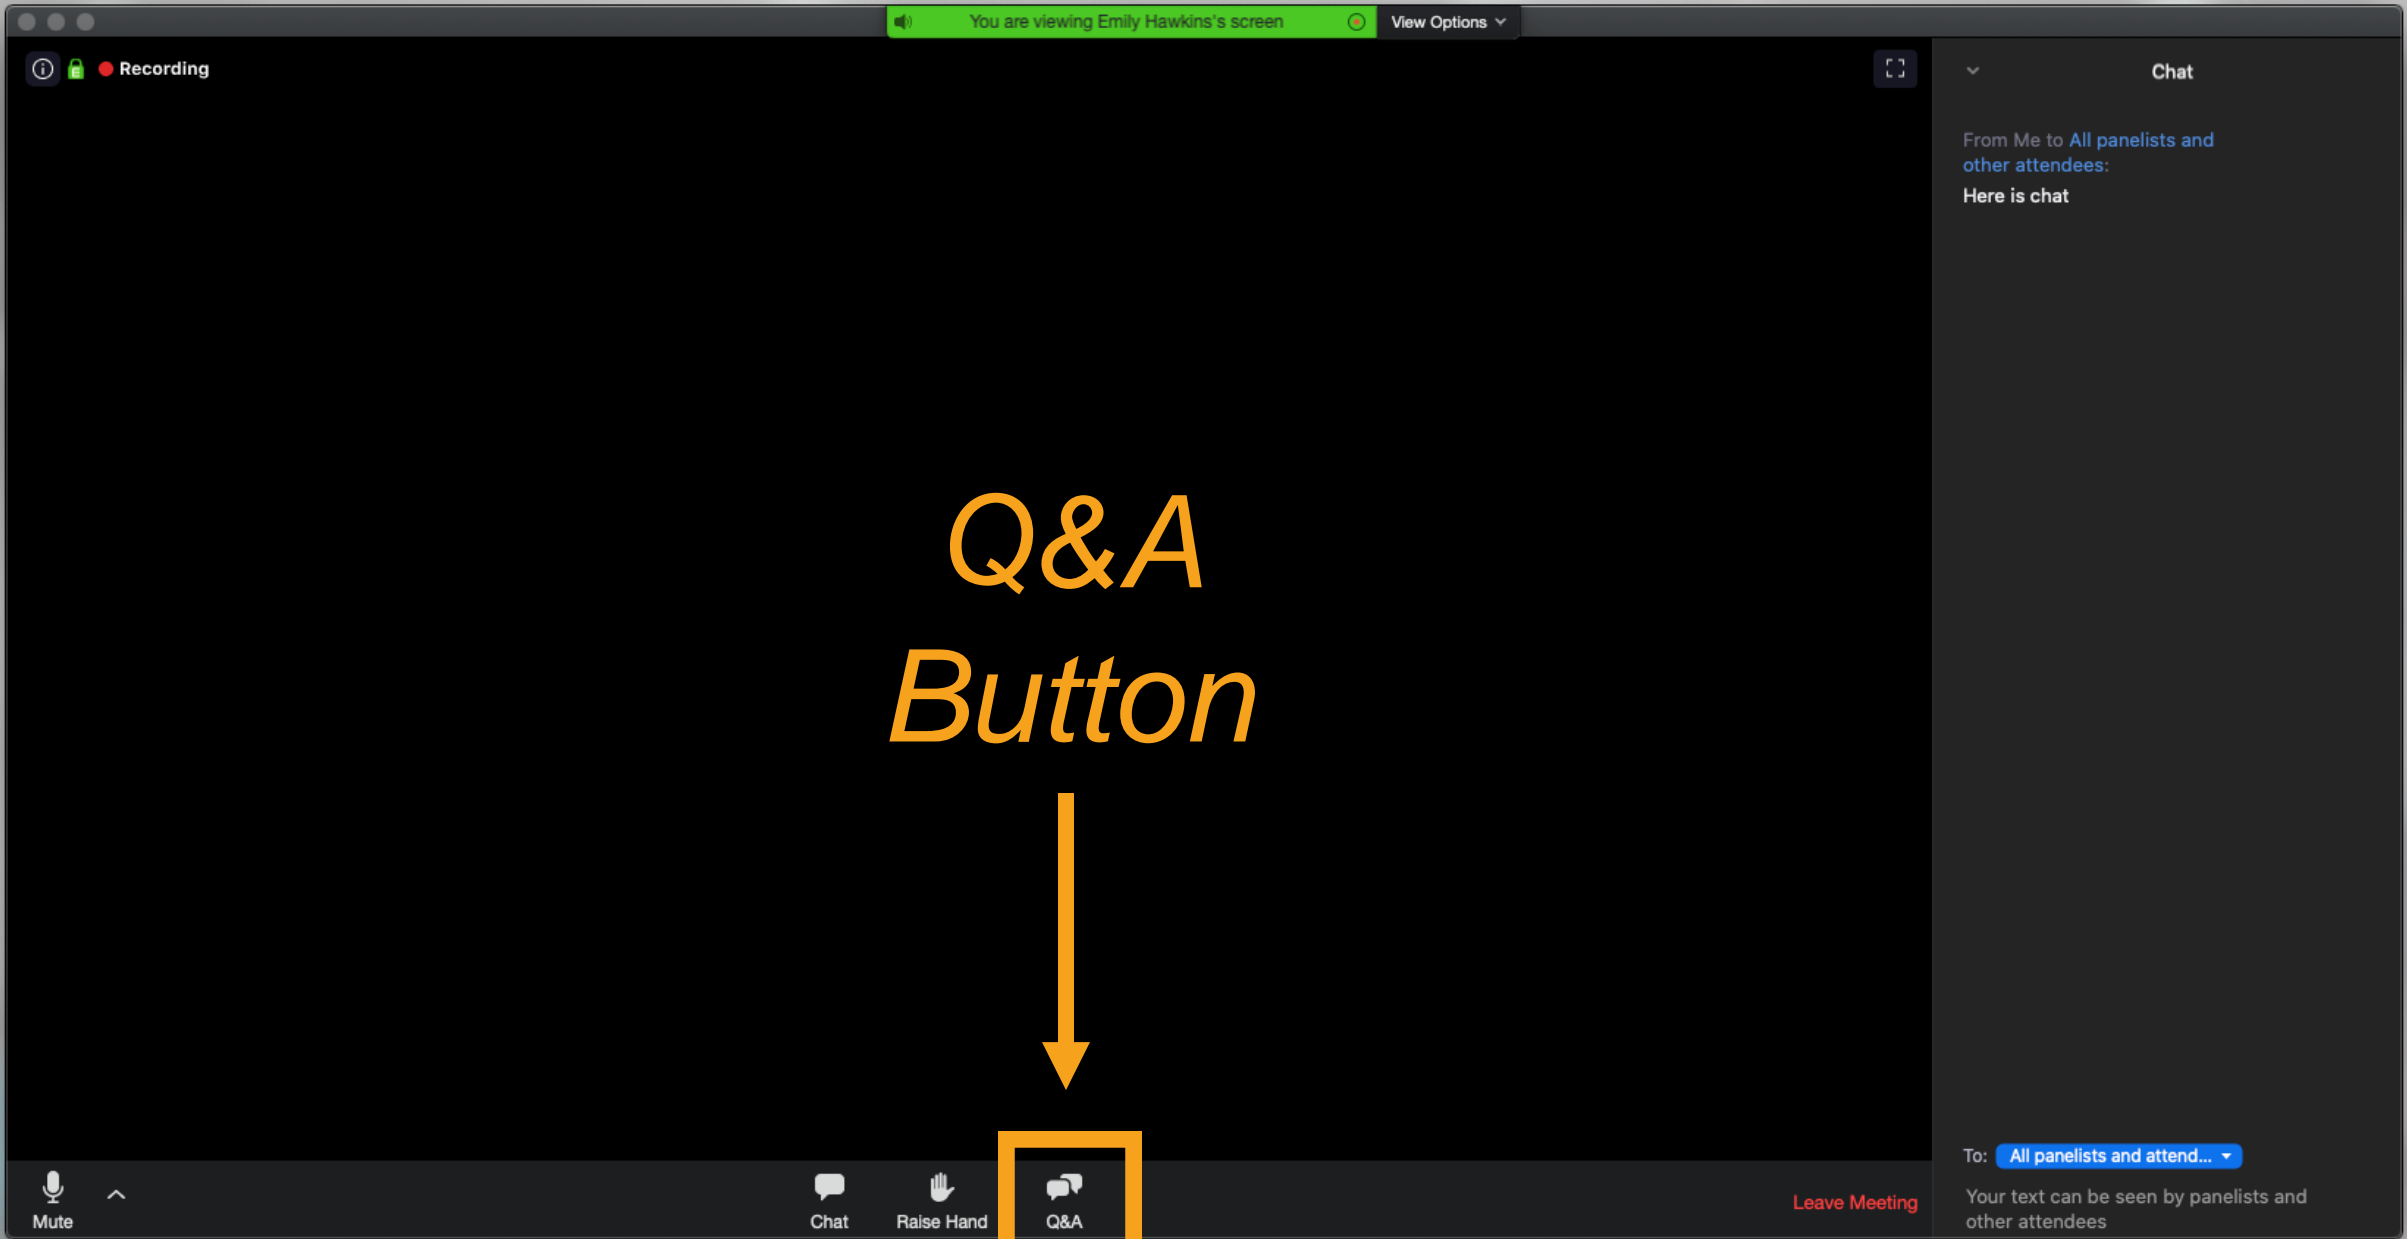 You are viewing Emily Hawkins's screen
View Options
Recording
Chat
From Me to All panelists and
other attendees:
Here is chat
Q&A
Button
To: All panelists and attend...
Your text can be seen by panelists and
other attendees
Mute
Chat
Raise Hand
Q&A
Leave Meeting